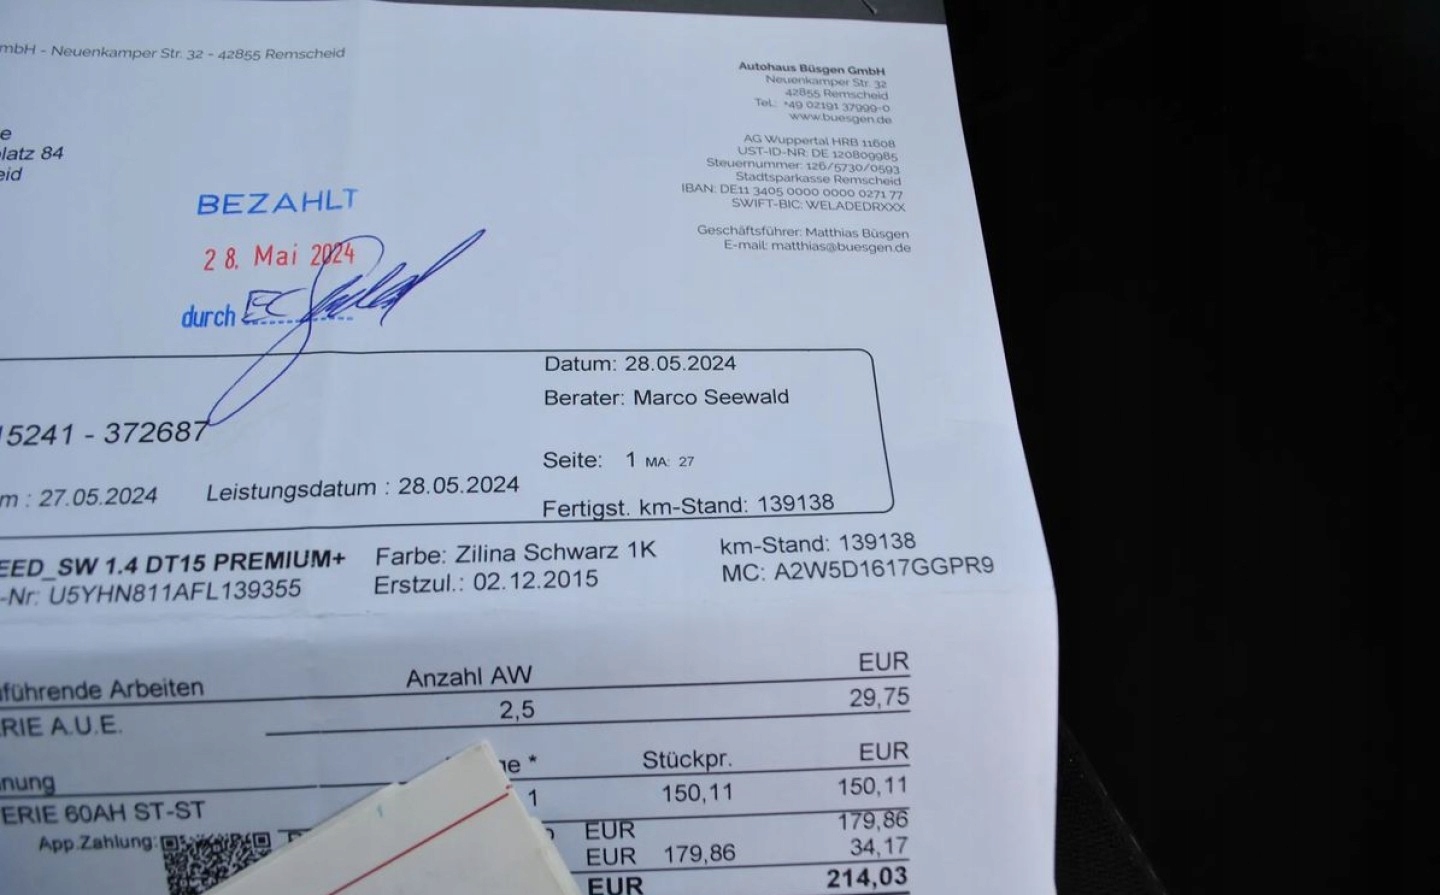 mbH - Neuenkamper Str. 32 - 42855 Remscheid
Autohaus Büsgen GmbH
Neuenkamper Str. 32
42855 Remscheid
Tel.: +49 02191 37999-0
www.buesgen.de
AG Wuppertal HRB 11608
UST-ID-NR: DE 120809985
Steuernummer: 126/5730/0593
Stadtsparkasse Remscheid
IBAN: DE11 3405 0000 0000 0271 77
SWIFT-BIC: WELADEDRXXX
Geschäftsführer: Matthias Büsgen
E-mail: matthias@buesgen.de
e
latz 84
eid
BEZAHLT
28. Mai 2024
durch EC
Datum: 28.05.2024
Berater: Marco Seewald
15241 - 372687
Seite: 1 MA: 27
m : 27.05.2024 Leistungsdatum : 28.05.2024
Fertigst. km-Stand: 139138
EED_SW 1.4 DT15 PREMIUM+ Farbe: Zilina Schwarz 1K km-Stand: 139138
-Nr: U5YHN811AFL139355 Erstzul.: 02.12.2015 MC: A2W5D1617GGPR9
führende Arbeiten Anzahl AW EUR
RIE A.U.E. 2,5 29,75
nung ge * Stückpr. EUR
ERIE 60AH ST-ST 1 150,11 150,11
App.Zahlung: EUR 179,86
EUR 179,86 34,17
EUR 214,03